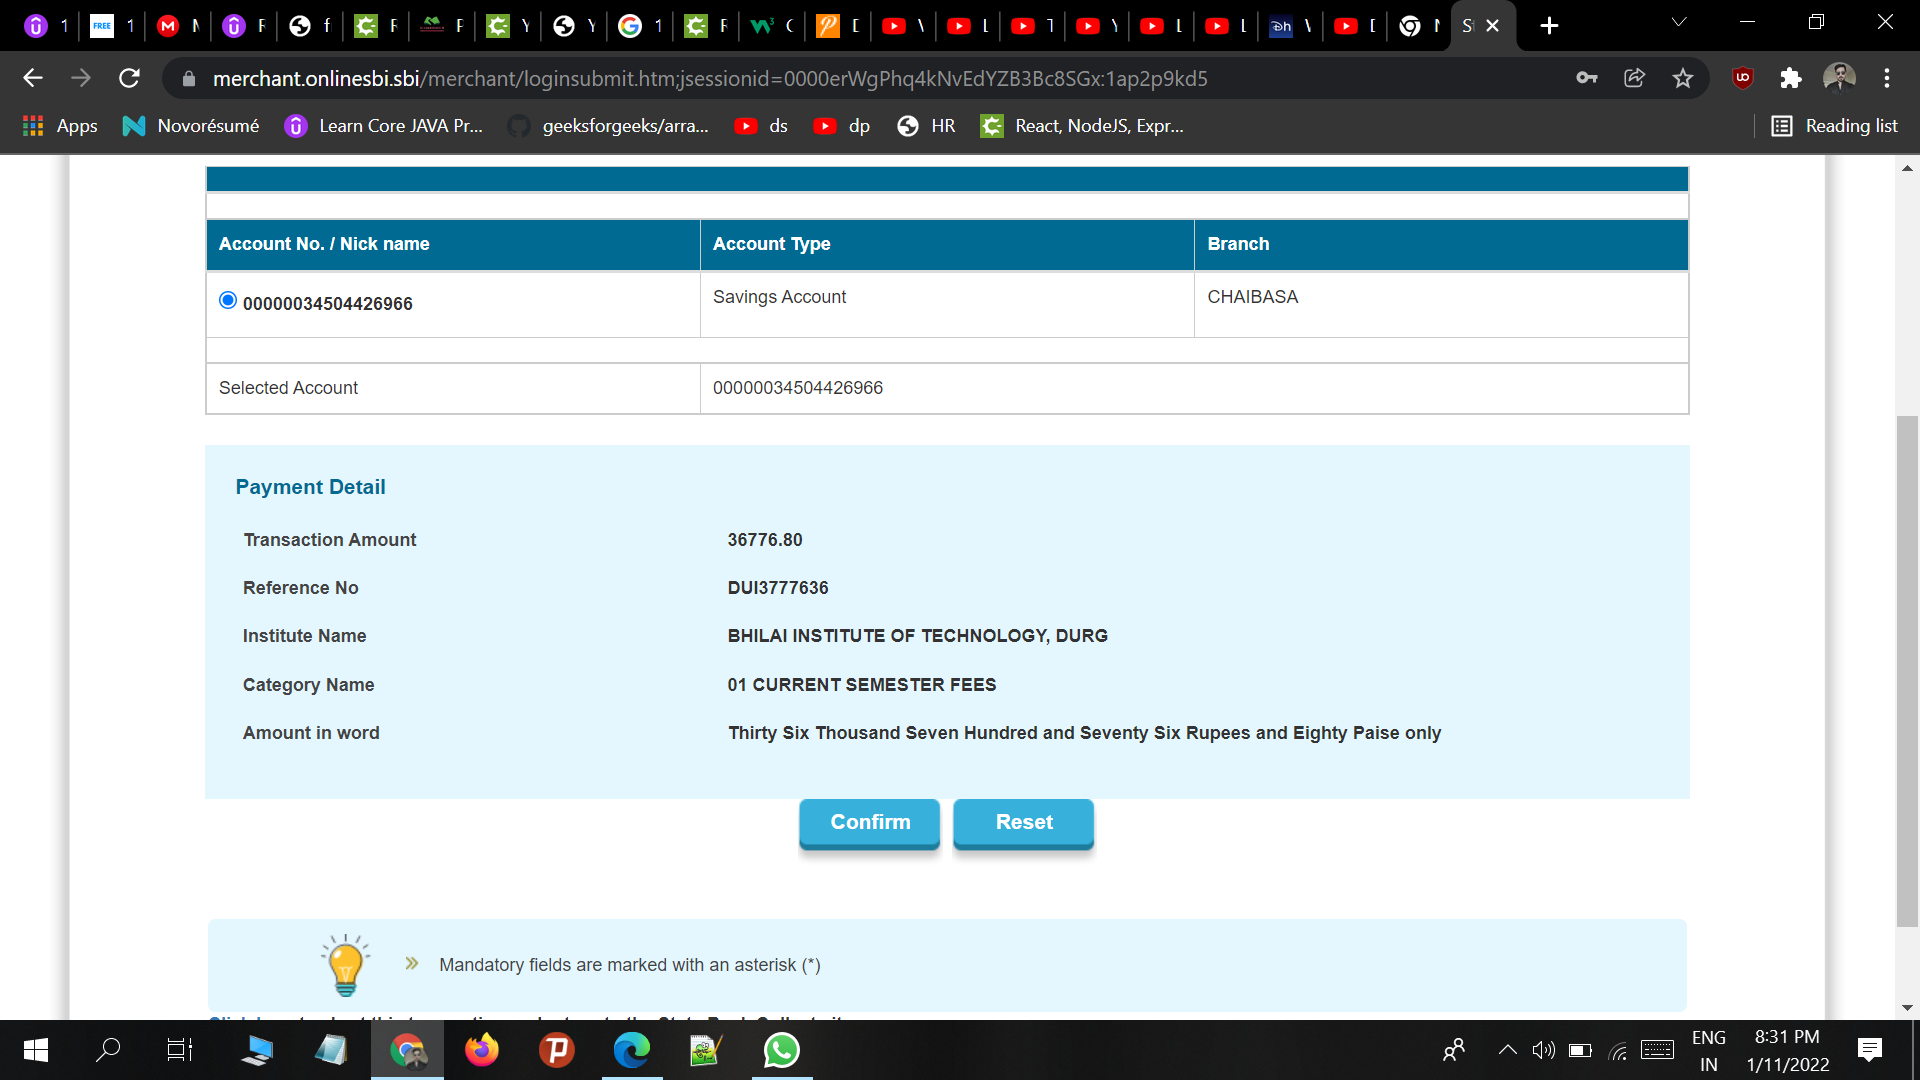 merchant.onlinesbi.sbi/merchant/loginsubmit.htm;jsessionid=0000erWgPhq4kNvEdYZB3Bc8SGx:1ap2p9kd5
Apps Novorésumé Learn Core JAVA Pr... geeksforgeeks/arra... ds dp HR React, NodeJS, Expr... Reading list
Account No. / Nick name Account Type Branch
00000034504426966 Savings Account CHAIBASA
Selected Account 00000034504426966
Payment Detail
Transaction Amount 36776.80
Reference No DUI3777636
Institute Name BHILAI INSTITUTE OF TECHNOLOGY, DURG
Category Name 01 CURRENT SEMESTER FEES
Amount in word Thirty Six Thousand Seven Hundred and Seventy Six Rupees and Eighty Paise only
Confirm Reset
» Mandatory fields are marked with an asterisk (*)
ENG 8:31 PM
IN 1/11/2022